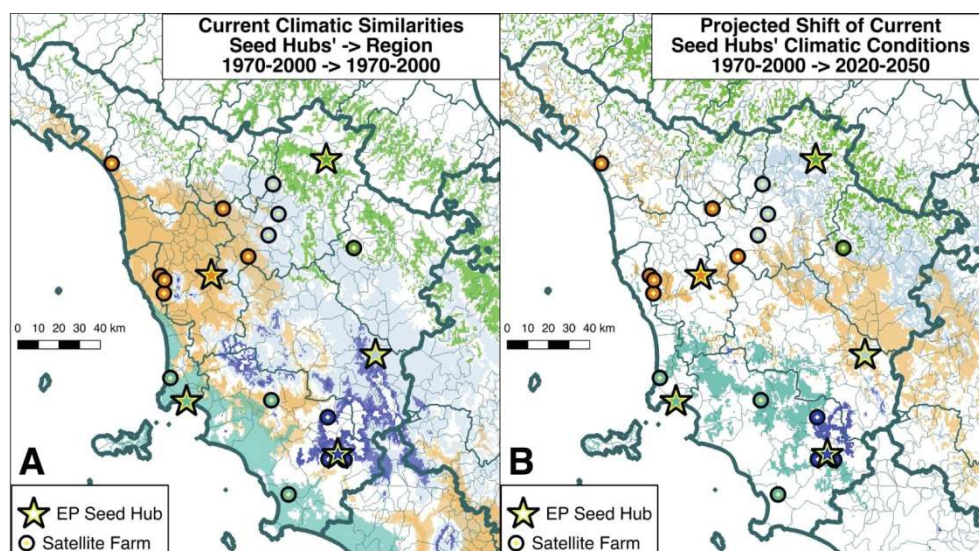 Current Climatic Similarities
Seed Hubs' -> Region
1970-2000 -> 1970-2000
0 10 20 30 40 km
A
EP Seed Hub
Satellite Farm
Projected Shift of Current
Seed Hubs' Climatic Conditions
1970-2000 -> 2020-2050
0 10 20 30 40 km
B
EP Seed Hub
Satellite Farm